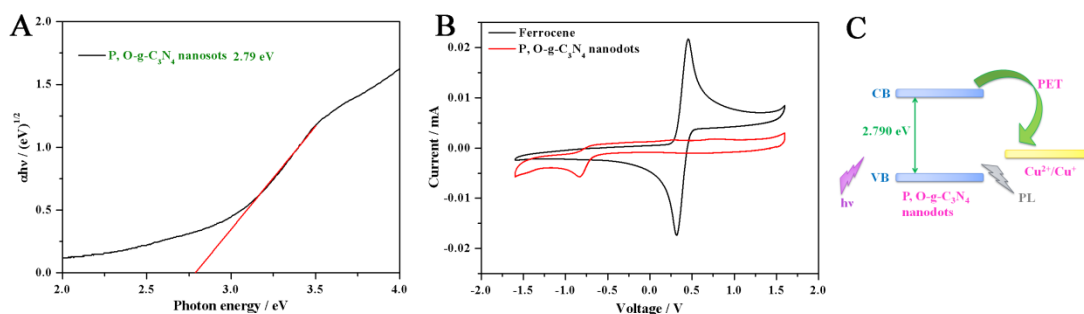 A
P, O-g-C₃N₄ nanosots 2.79 eV
αhν / (eV)^1/2
2.0
1.5
1.0
0.5
0.0
2.0 2.5 3.0 3.5 4.0
Photon energy / eV
B
Ferrocene
P, O-g-C₃N₄ nanodots
Current / mA
0.02
0.01
0.00
-0.01
-0.02
-2.0 -1.5 -1.0 -0.5 0.0 0.5 1.0 1.5 2.0
Voltage / V
C
CB
PET
2.790 eV
Cu²⁺/Cu⁺
VB
hν
P, O-g-C₃N₄
nanodots
PL